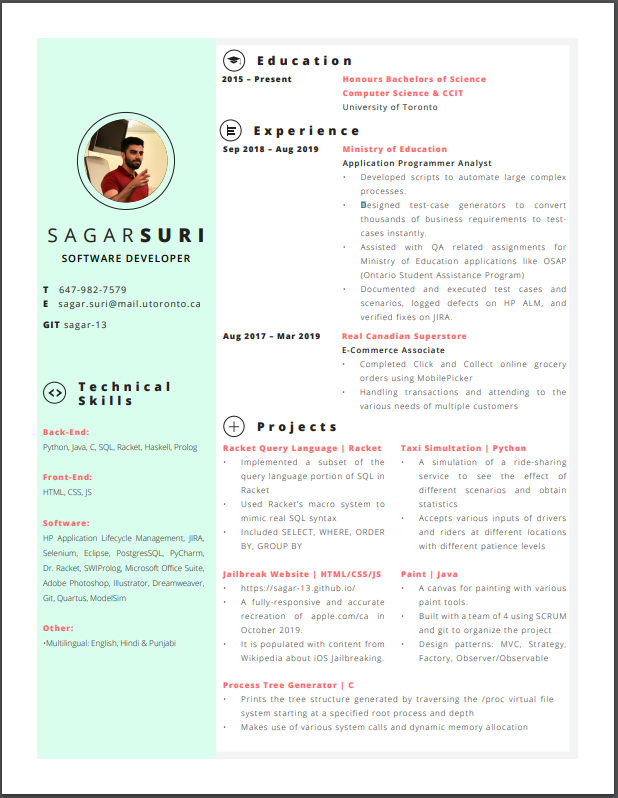 SAGARSURI
SOFTWARE DEVELOPER
T 647-982-7579
E sagar.suri@mail.utoronto.ca
GIT sagar-13
Technical
Skills
Back-End:
Python, Java, C, SQL, Racket, Haskell, Prolog
Front-End:
HTML, CSS, JS
Software:
HP Application Lifecycle Management, JIRA,
Selenium, Eclipse, PostgresSQL, PyCharm,
Dr. Racket, SWIProlog, Microsoft Office Suite,
Adobe Photoshop, Illustrator, Dreamweaver,
Git, Quartus, ModelSim
Other:
•Multilingual: English, Hindi & Punjabi
Education
2015 – Present
Honours Bachelors of Science
Computer Science & CCIT
University of Toronto
Experience
Sep 2018 – Aug 2019
Ministry of Education
Application Programmer Analyst
• Developed scripts to automate large complex
processes.
• Designed test-case generators to convert
thousands of business requirements to test-
cases instantly.
• Assisted with QA related assignments for
Ministry of Education applications like OSAP
(Ontario Student Assistance Program)
• Documented and executed test cases and
scenarios, logged defects on HP ALM, and
verified fixes on JIRA.
Aug 2017 – Mar 2019
Real Canadian Superstore
E-Commerce Associate
• Completed Click and Collect online grocery
orders using MobilePicker
• Handling transactions and attending to the
various needs of multiple customers
Projects
Racket Query Language | Racket
• Implemented a subset of the
query language portion of SQL in
Racket
• Used Racket's macro system to
mimic real SQL syntax
• Included SELECT, WHERE, ORDER
BY, GROUP BY
Taxi Simultation | Python
• A simulation of a ride-sharing
service to see the effect of
different scenarios and obtain
statistics
• Accepts various inputs of drivers
and riders at different locations
with different patience levels
Jailbreak Website | HTML/CSS/JS
• https://sagar-13.github.io/
• A fully-responsive and accurate
recreation of apple.com/ca in
October 2019.
• It is populated with content from
Wikipedia about iOS Jailbreaking.
Paint | Java
• A canvas for painting with various
paint tools.
• Built with a team of 4 using SCRUM
and git to organize the project
• Design patterns: MVC, Strategy,
Factory, Observer/Observable
Process Tree Generator | C
• Prints the tree structure generated by traversing the /proc virtual file
system starting at a specified root process and depth
• Makes use of various system calls and dynamic memory allocation